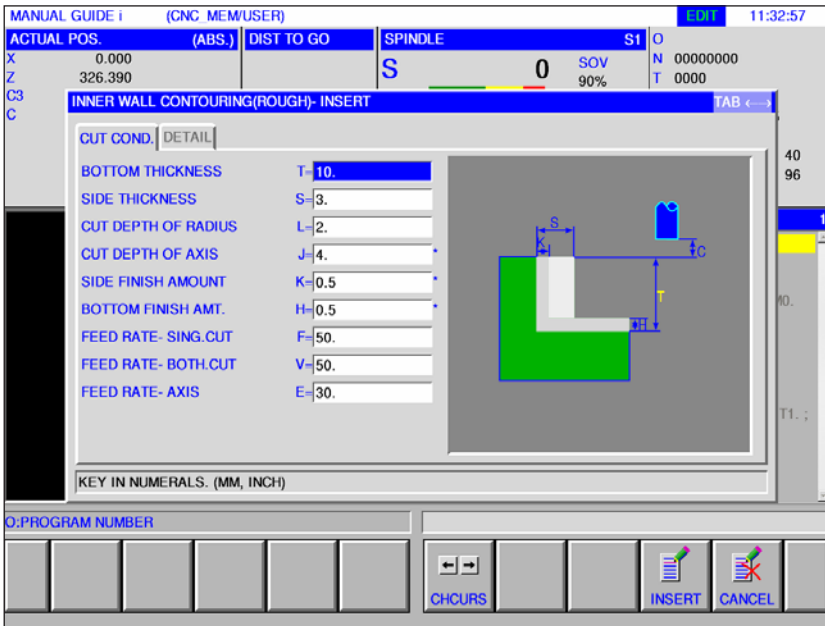 MANUAL GUIDE i (CNC_MEM/USER) EDIT 11:32:57
ACTUAL POS. (ABS.) DIST TO GO SPINDLE S1 O
X 0.000 S 0 SOV N 00000000
Z 326.390 90% T 0000
C3
C
INNER WALL CONTOURING(ROUGH)- INSERT TAB ←→
CUT COND. DETAIL
40
96
BOTTOM THICKNESS T= 10.
SIDE THICKNESS S= 3.
CUT DEPTH OF RADIUS L= 2.
CUT DEPTH OF AXIS J= 4. *
SIDE FINISH AMOUNT K= 0.5 *
BOTTOM FINISH AMT. H= 0.5 *
FEED RATE- SING.CUT F= 50.
FEED RATE- BOTH.CUT V= 50.
FEED RATE- AXIS E= 30.
S
K
C
T
H
1
M0.
T1. ;
KEY IN NUMERALS. (MM, INCH)
O:PROGRAM NUMBER
CHCURS INSERT CANCEL